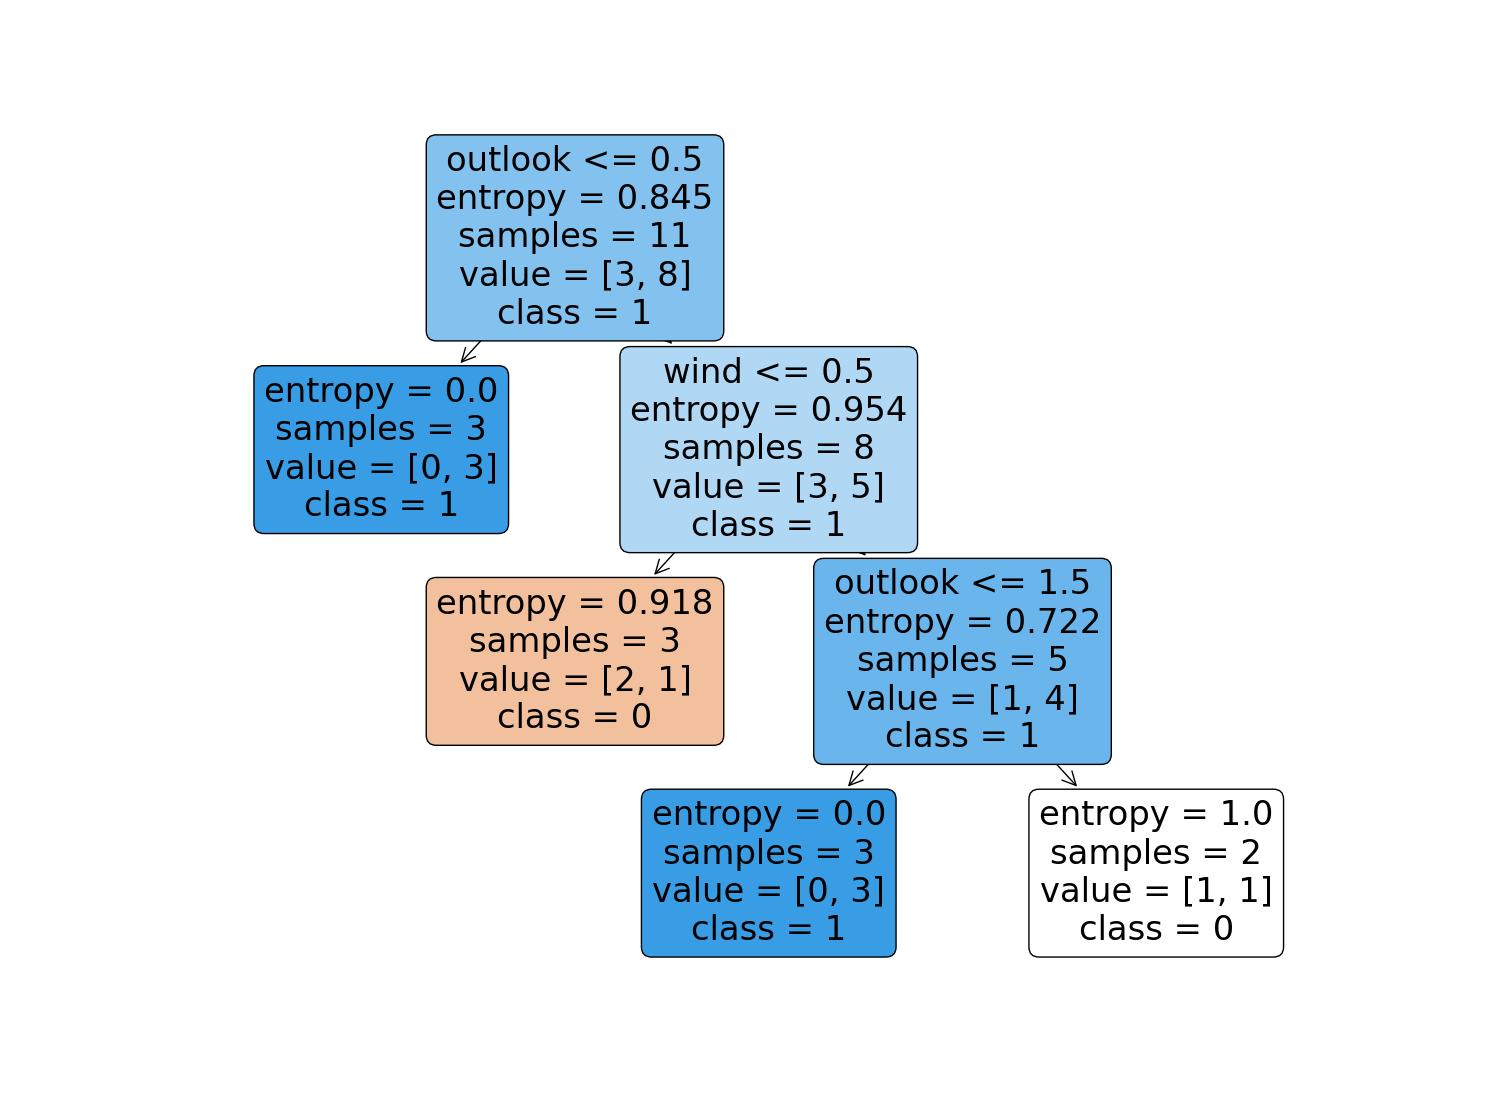 outlook <= 0.5
entropy = 0.845
samples = 11
value = [3, 8]
class = 1
entropy = 0.0
samples = 3
value = [0, 3]
class = 1
wind <= 0.5
entropy = 0.954
samples = 8
value = [3, 5]
class = 1
entropy = 0.918
samples = 3
value = [2, 1]
class = 0
outlook <= 1.5
entropy = 0.722
samples = 5
value = [1, 4]
class = 1
entropy = 0.0
samples = 3
value = [0, 3]
class = 1
entropy = 1.0
samples = 2
value = [1, 1]
class = 0